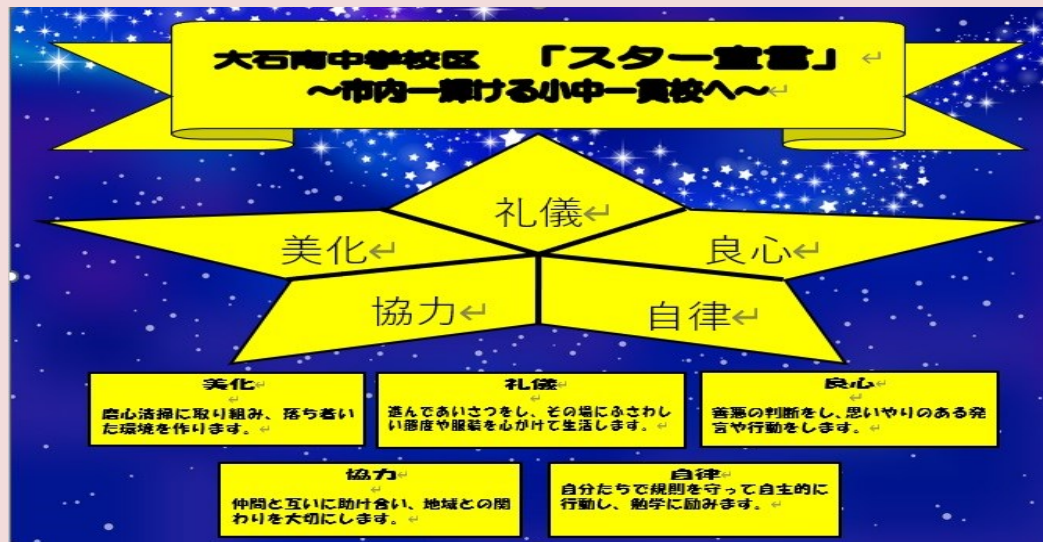 大石南中学校区　「スター宣言」
～市内一輝ける小中一貫校へ～
礼儀
美化
良心
協力
自律
美化
磨心清掃に取り組み、落ち着い
た環境を作ります。
礼儀
進んであいさつをし、その場にふさわし
い態度や服装を心がけて生活します。
良心
善悪の判断をし、思いやりのある発
言や行動をします。
協力
仲間と互いに助け合い、地域との関
わりを大切にします。
自律
自分たちで規則を守って自主的に
行動し、勉学に励みます。